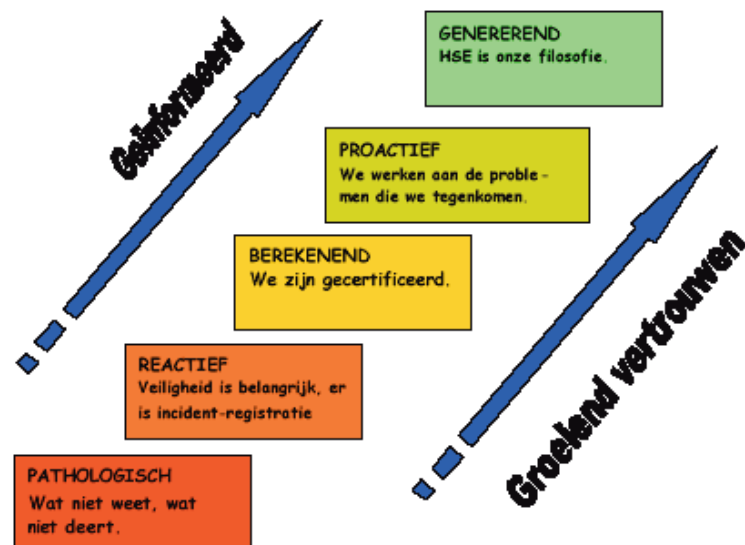 Geïnformeerd
GENEREREND
HSE is onze filosofie.
PROACTIEF
We werken aan de proble-
men die we tegenkomen.
BEREKENEND
We zijn gecertificeerd.
REACTIEF
Veiligheid is belangrijk, er
is incident-registratie
PATHOLOGISCH
Wat niet weet, wat
niet deert.
Groeiend vertrouwen